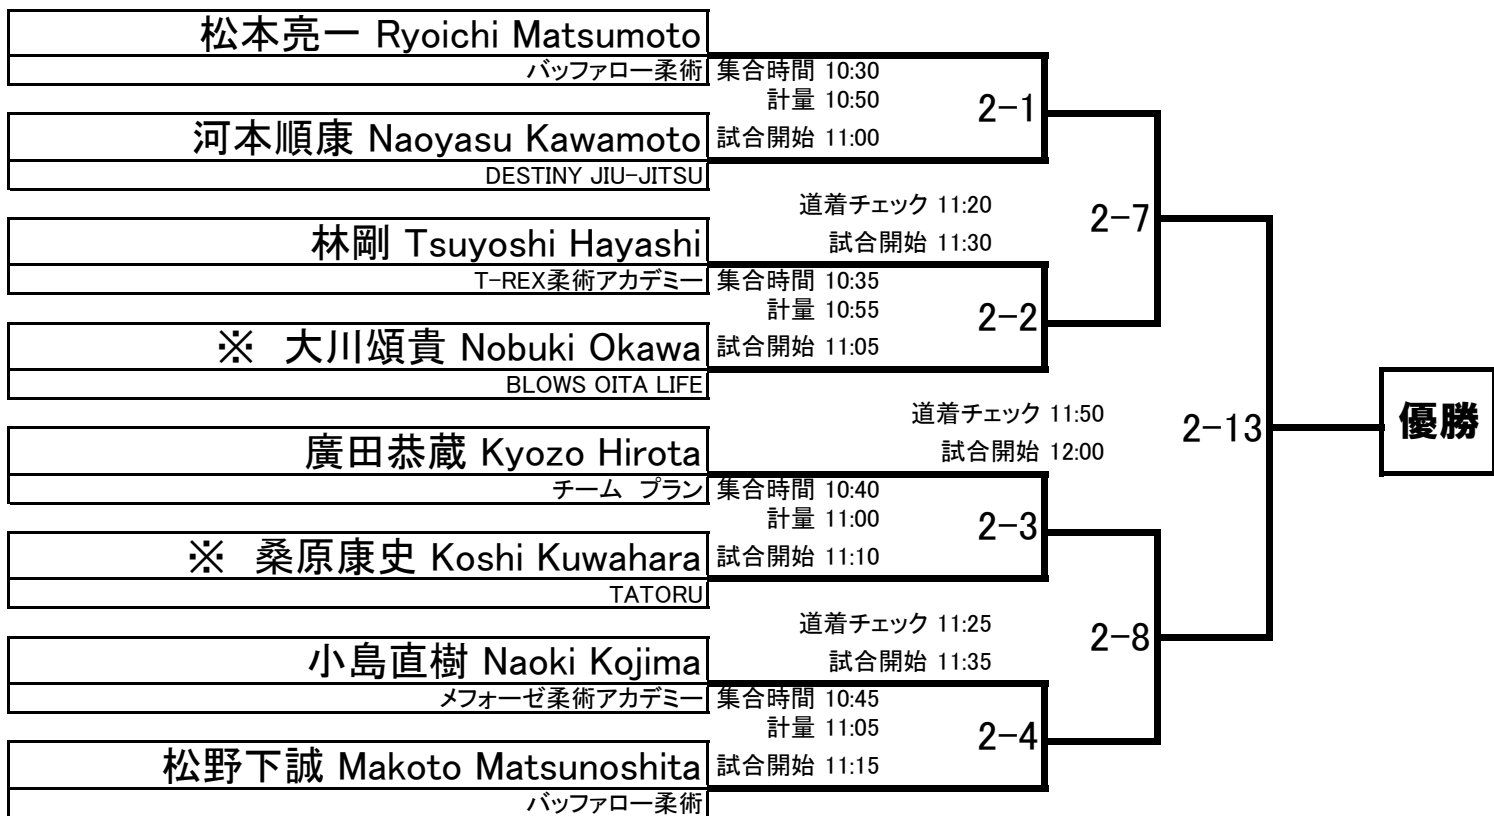 松本亮一 Ryoichi Matsumoto
バッファロー柔術
集合時間 10:30
計量 10:50
2-1
河本順康 Naoyasu Kawamoto
試合開始 11:00
DESTINY JIU-JITSU
道着チェック 11:20
2-7
試合開始 11:30
林剛 Tsuyoshi Hayashi
T-REX柔術アカデミー
集合時間 10:35
計量 10:55
2-2
※ 大川頌貴 Nobuki Okawa
試合開始 11:05
BLOWS OITA LIFE
道着チェック 11:50
2-13
試合開始 12:00
優勝
廣田恭蔵 Kyozo Hirota
チーム プラン
集合時間 10:40
計量 11:00
2-3
※ 桑原康史 Koshi Kuwahara
試合開始 11:10
TATORU
道着チェック 11:25
2-8
試合開始 11:35
小島直樹 Naoki Kojima
メフォーゼ柔術アカデミー
集合時間 10:45
計量 11:05
2-4
松野下誠 Makoto Matsunoshita
試合開始 11:15
バッファロー柔術